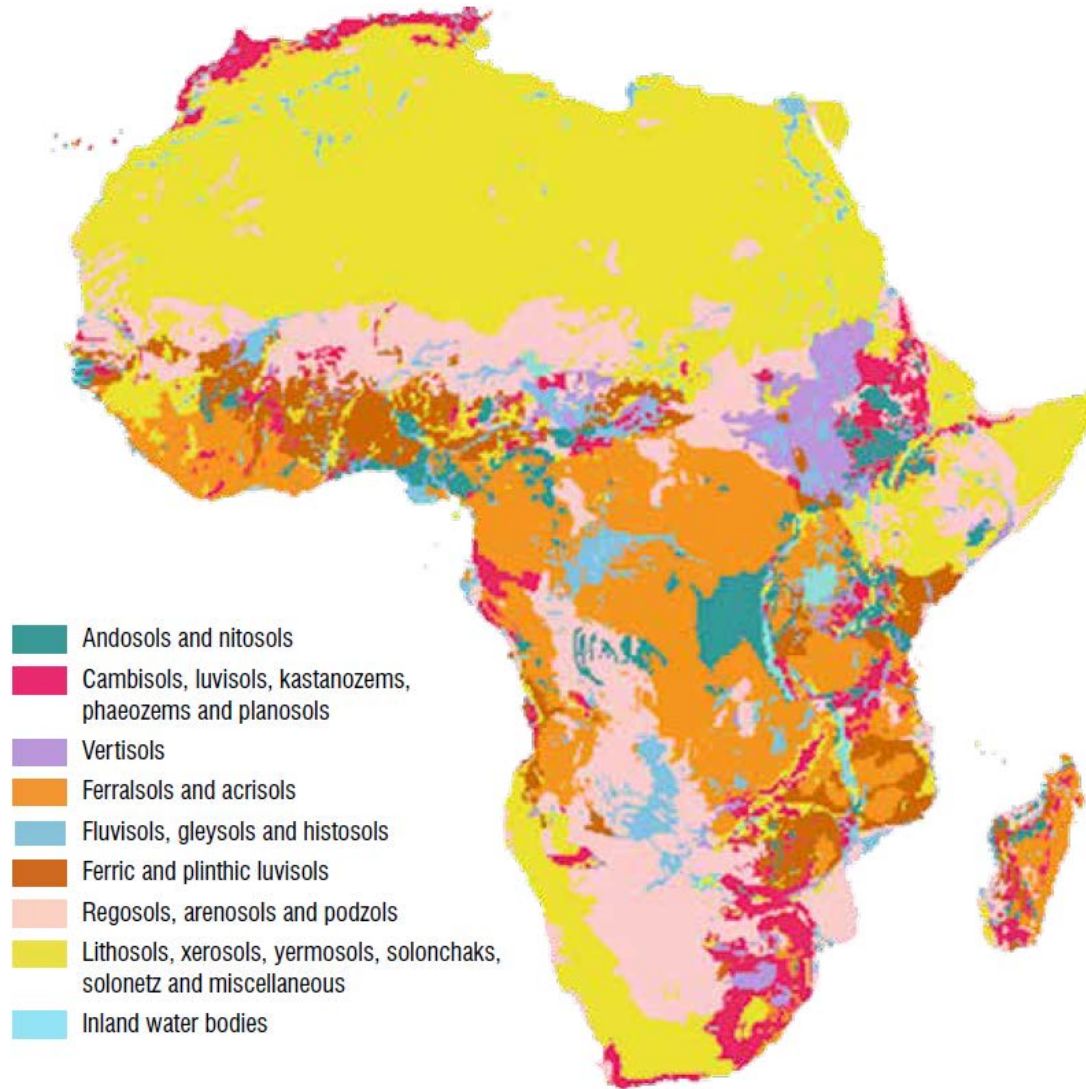 Andosols and nitosols
Cambisols, luvisols, kastanozems,
phaeozems and planosols
Vertisols
Ferralsols and acrisols
Fluvisols, gleysols and histosols
Ferric and plinthic luvisols
Regosols, arenosols and podzols
Lithosols, xerosols, yermosols, solonchaks,
solonetz and miscellaneous
Inland water bodies